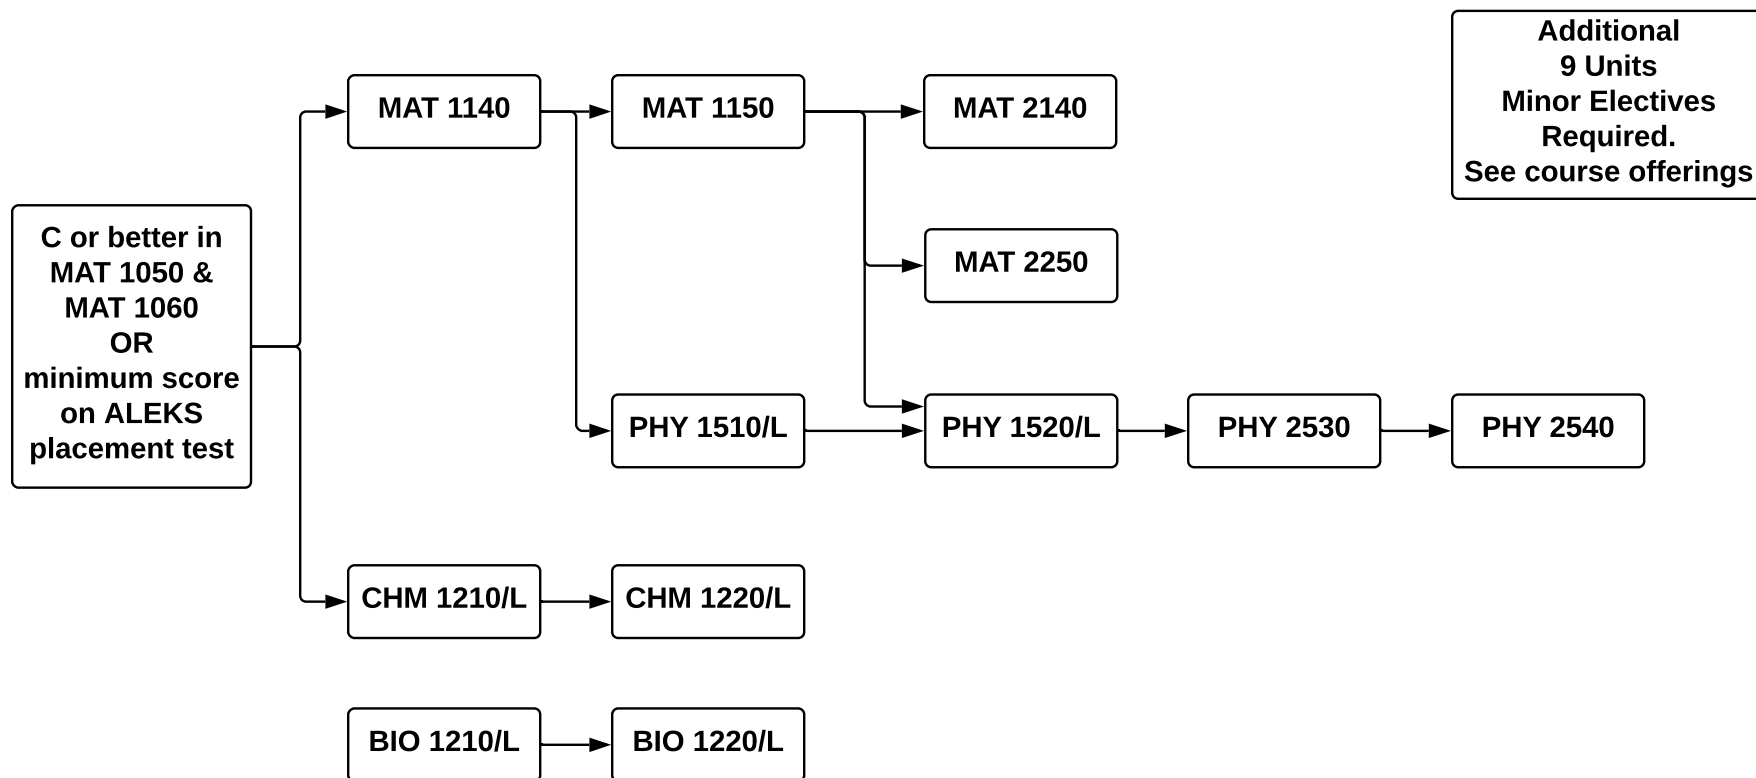 Additional
9 Units
Minor Electives
Required.
See course offerings
MAT 1140
MAT 1150
MAT 2140
C or better in
MAT 1050 &
MAT 1060
OR
minimum score
on ALEKS
placement test
MAT 2250
PHY 1510/L
PHY 1520/L
PHY 2530
PHY 2540
CHM 1210/L
CHM 1220/L
BIO 1210/L
BIO 1220/L